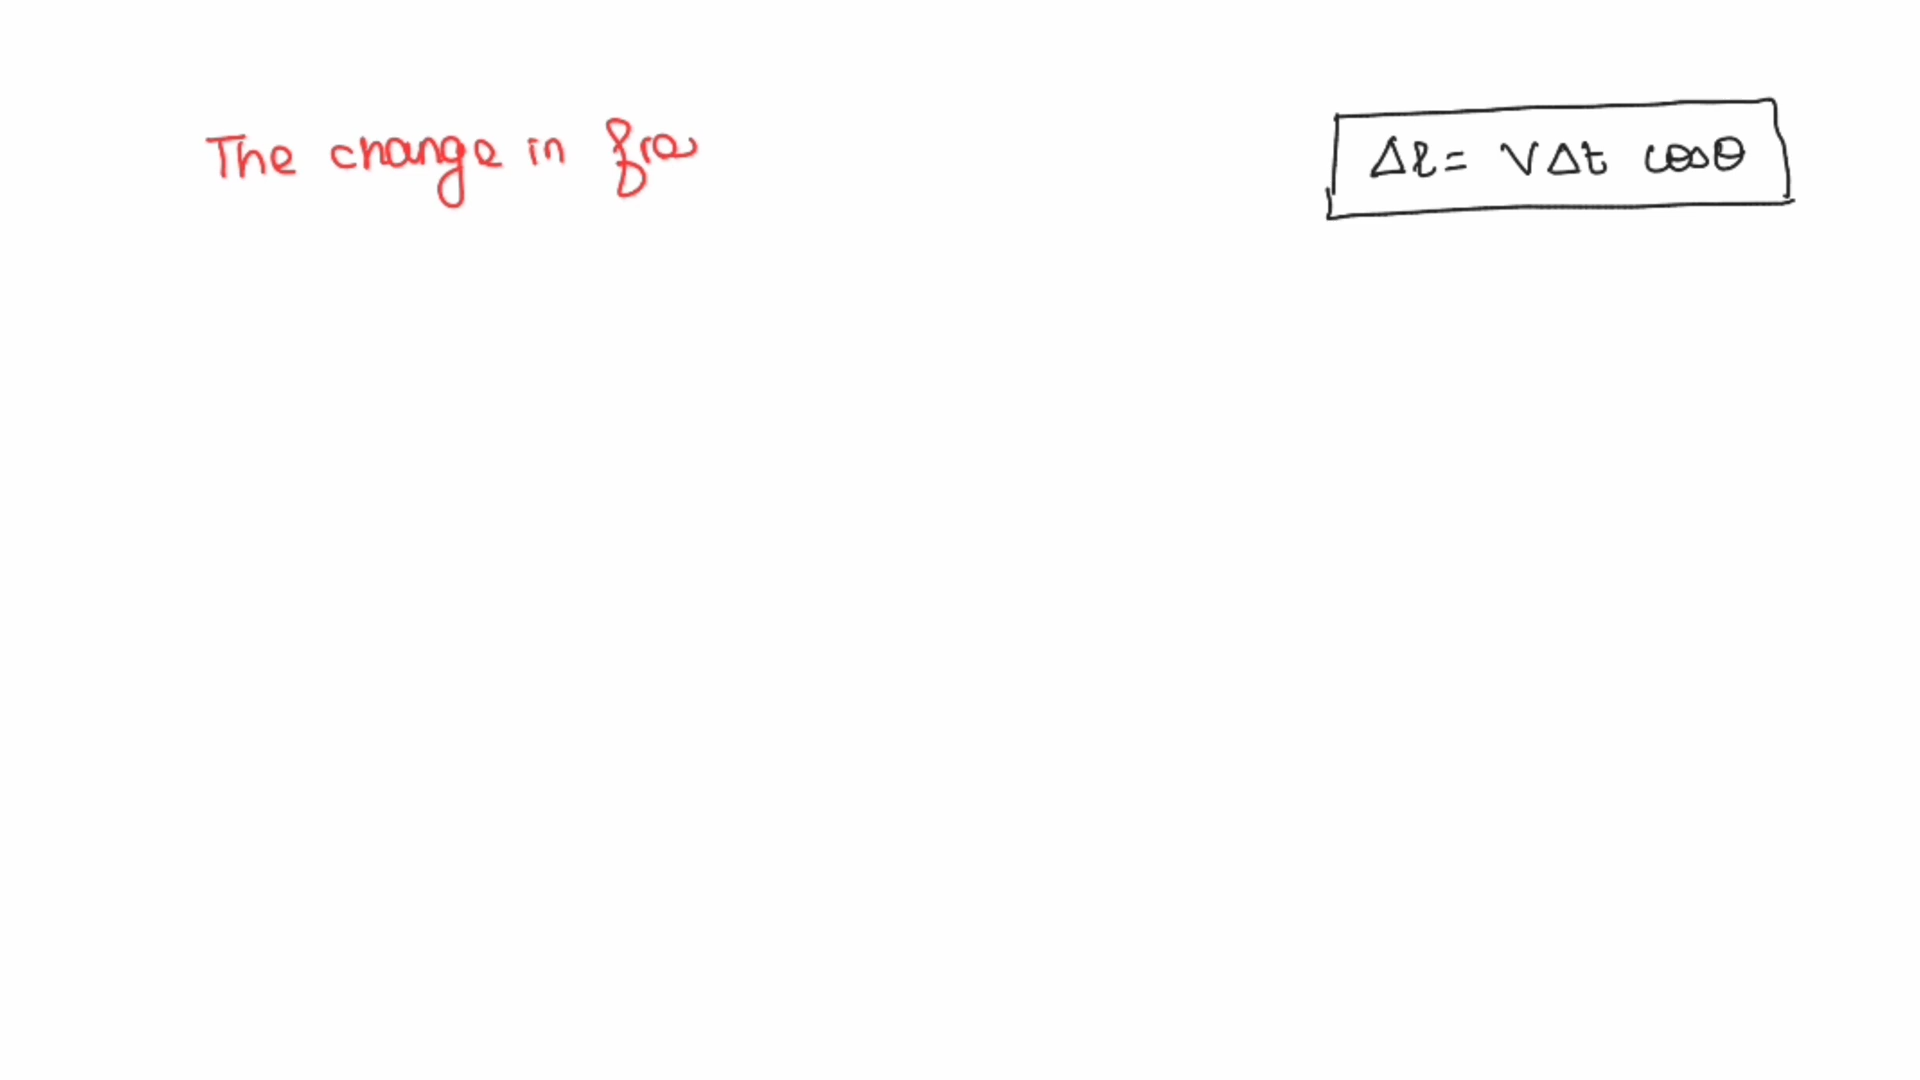 The change in fre
Δl = VΔt cosθ